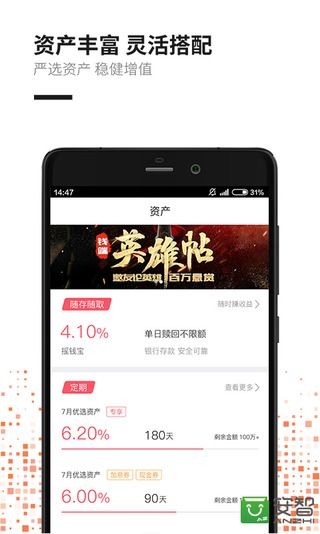 资产丰富 灵活搭配
严选资产 稳健增值
14:47
31%
资产
钱端
英雄帖
邀友论英雄 百万悬赏
随存随取
随时赚收益 >
4.10%
单日赎回不限额
摇钱宝
银行存款 安全可靠
定期
查看更多 >
7月优选资产 专享
6.20%
180天
剩余金额 100万+
7月优选资产 加息券 现金券
6.00%
90天
剩余金额
安智